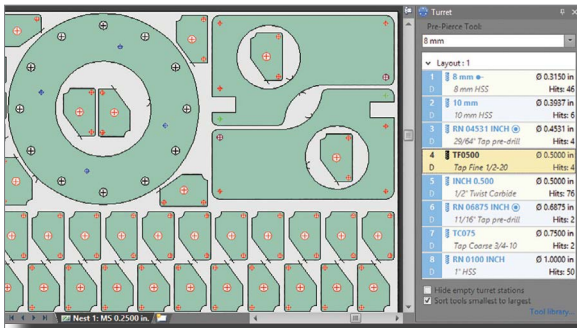 Turret
Pre-Pierce Tool:
8 mm
Layout : 1
1 8 mm Ø 0.3150 in
D 8 mm HSS Hits: 46
2 10 mm Ø 0.3937 in
D 10 mm HSS Hits: 6
3 RN 04531 INCH Ø 0.4531 in
D 29/64" Tap pre-drill Hits: 4
4 TF0500 Ø 0.5000 in
D Tap Fine 1/2-20 Hits: 4
5 INCH 0.500 Ø 0.5000 in
D 1/2" Twist Carbide Hits: 76
6 RN 06875 INCH Ø 0.6875 in
D 11/16" Tap pre-drill Hits: 2
7 TC075 Ø 0.7500 in
D Tap Coarse 3/4-10 Hits: 2
8 RN 0100 INCH Ø 1.0000 in
D 1" HSS Hits: 50
Hide empty turret stations
Sort tools smallest to largest
Tool library...
Nest 1: MS 0.2500 in.